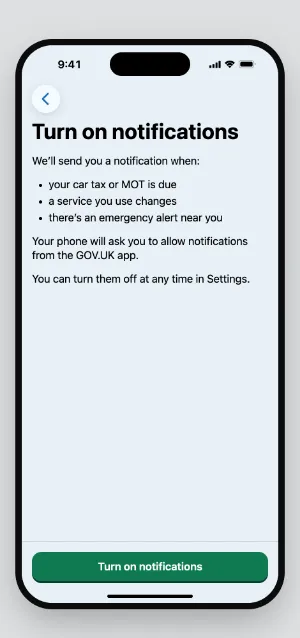 9:41
Turn on notifications
We’ll send you a notification when:
• your car tax or MOT is due
• a service you use changes
• there’s an emergency alert near you
Your phone will ask you to allow notifications
from the GOV.UK app.
You can turn them off at any time in Settings.
Turn on notifications